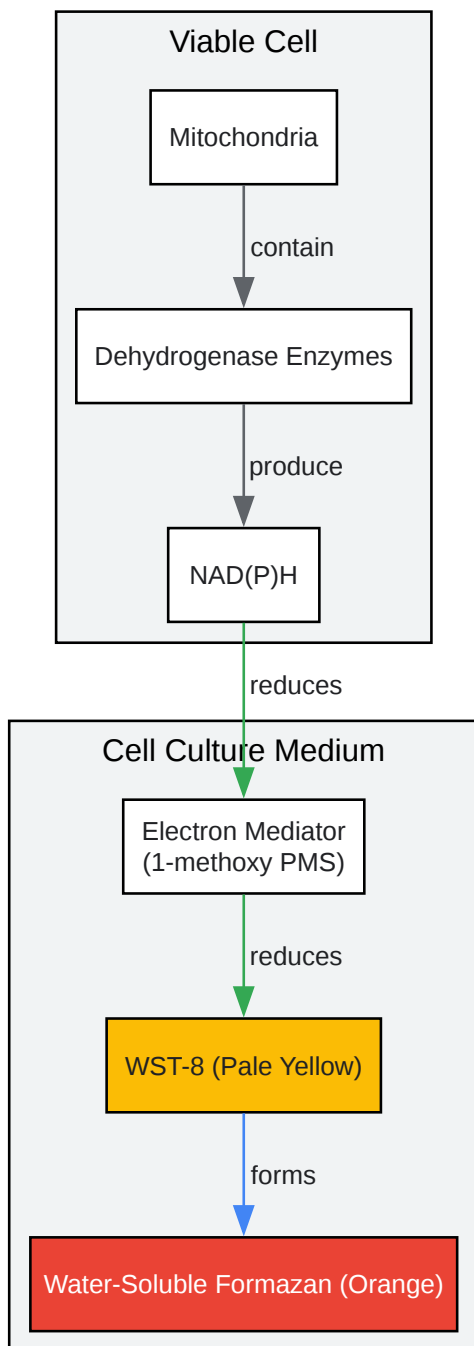 Viable Cell
Mitochondria
contain
Dehydrogenase Enzymes
produce
NAD(P)H
reduces
Cell Culture Medium
Electron Mediator
(1-methoxy PMS)
reduces
WST-8 (Pale Yellow)
forms
Water-Soluble Formazan (Orange)